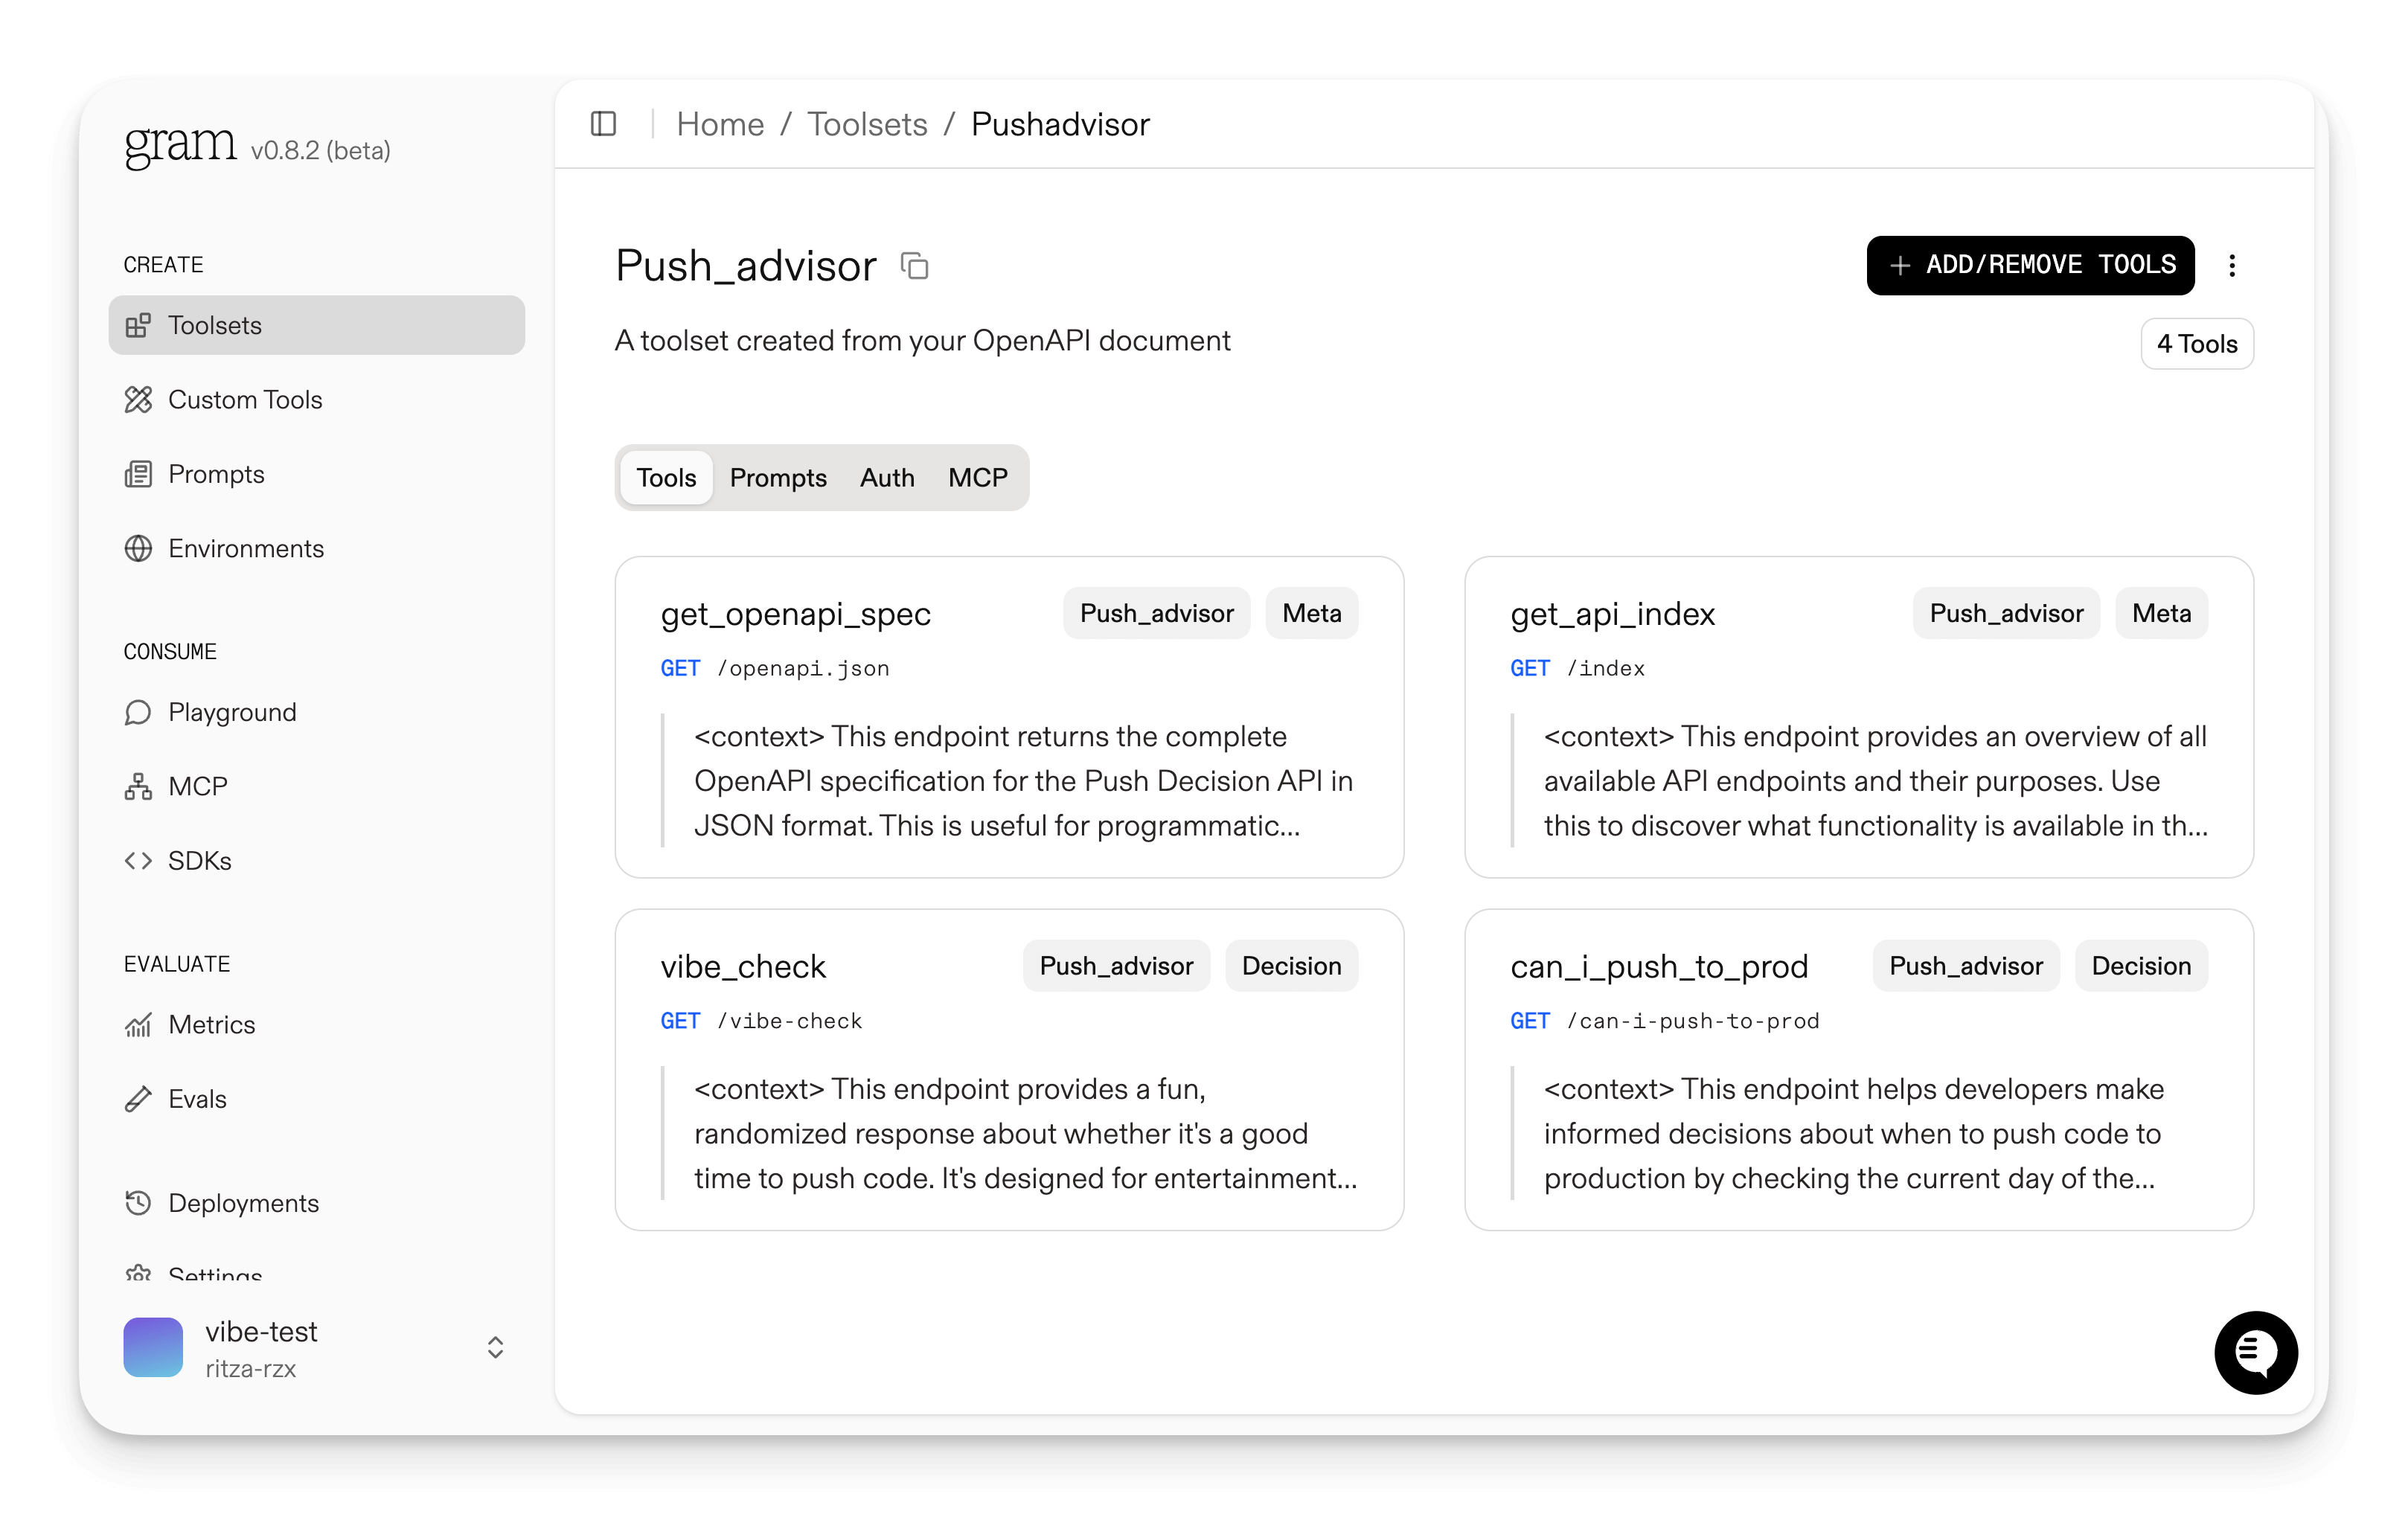 gram v0.8.2 (beta)
CREATE
Toolsets
Custom Tools
Prompts
Environments
CONSUME
Playground
MCP
SDKs
EVALUATE
Metrics
Evals
Deployments
Settings
vibe-test
ritza-rzx
Home / Toolsets / Pushadvisor
Push_advisor
+ ADD/REMOVE TOOLS
A toolset created from your OpenAPI document
4 Tools
Tools Prompts Auth MCP
get_openapi_spec Push_advisor Meta
GET /openapi.json
<context> This endpoint returns the complete
OpenAPI specification for the Push Decision API in
JSON format. This is useful for programmatic...
get_api_index Push_advisor Meta
GET /index
<context> This endpoint provides an overview of all
available API endpoints and their purposes. Use
this to discover what functionality is available in th...
vibe_check Push_advisor Decision
GET /vibe-check
<context> This endpoint provides a fun,
randomized response about whether it's a good
time to push code. It's designed for entertainment...
can_i_push_to_prod Push_advisor Decision
GET /can-i-push-to-prod
<context> This endpoint helps developers make
informed decisions about when to push code to
production by checking the current day of the...